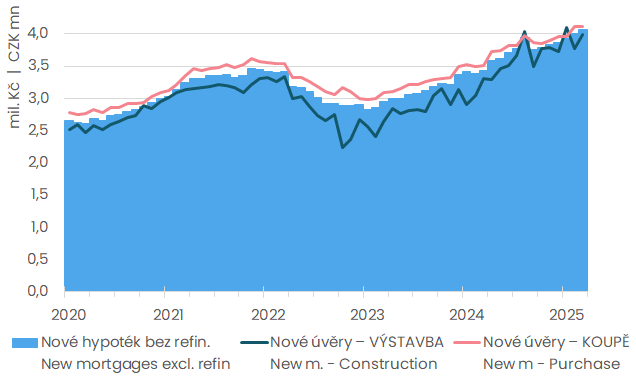 mil. Kč | CZK mn
4,0
3,5
3,0
2,5
2,0
1,5
1,0
0,5
0,0
2020 2021 2022 2023 2024 2025
Nové hypoték bez refin. Nové úvěry – VÝSTAVBA Nové úvěry – KOUPĚ
New mortgages excl. refin New m. - Construction New m - Purchase